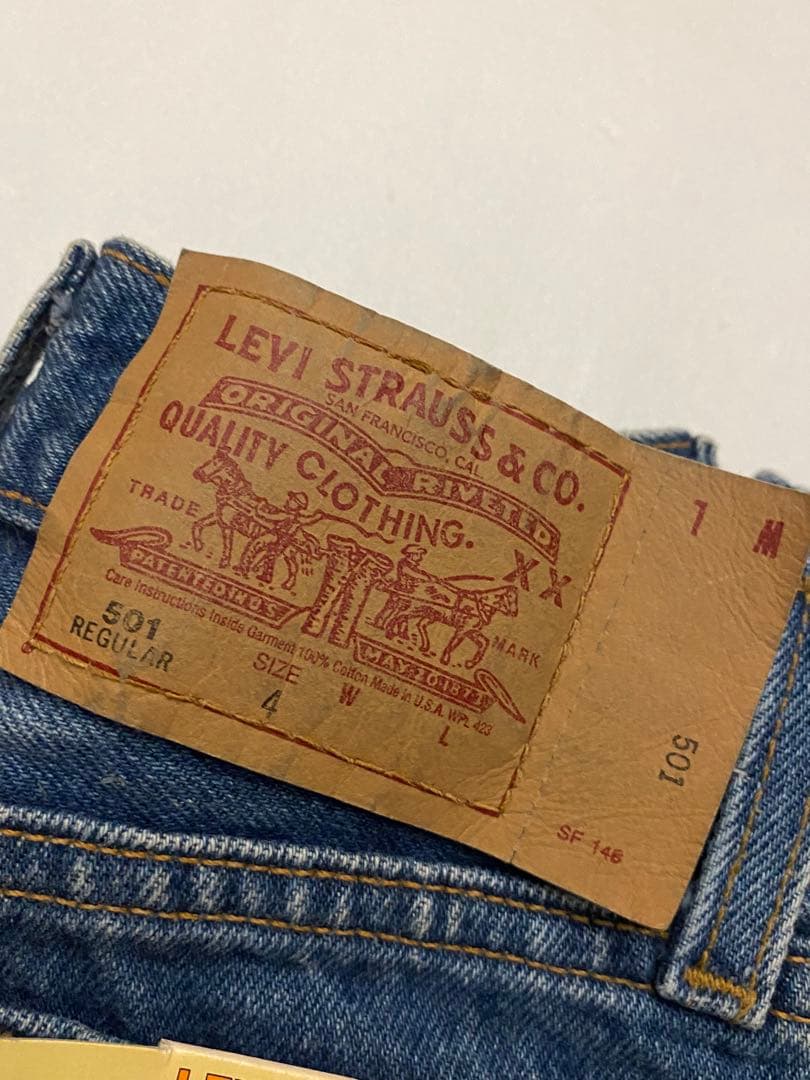 LEVI STRAUSS & CO.
SAN FRANCISCO, CAL
ORIGINAL RIVETED
QUALITY CLOTHING.
TRADE
XX
MARK
PATENTED IN U.S.
MAY 20 1873
Care Instructions Inside Garment 100% Cotton Made in U.S.A. WPL 423
501
REGULAR
SIZE
4
W
L
1 M
501
SF 146